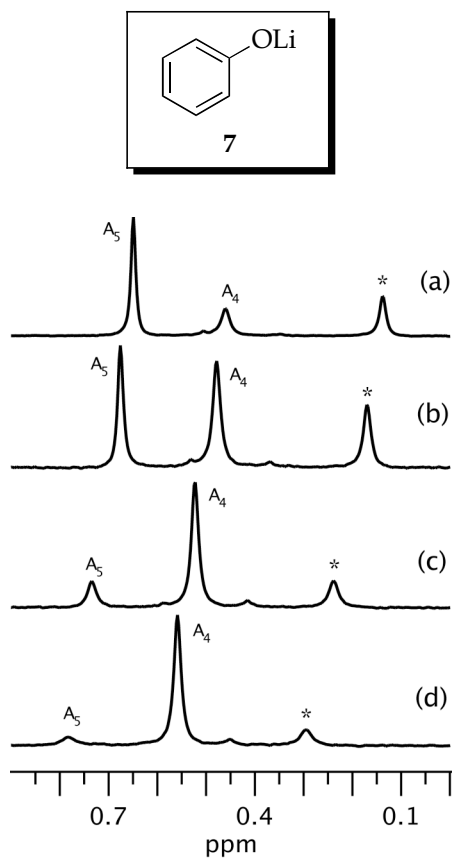 OLi
7
A₅
A₄
*
(a)
A₅
A₄
*
(b)
A₅
A₄
*
(c)
A₅
A₄
*
(d)
0.7 0.4 0.1
ppm